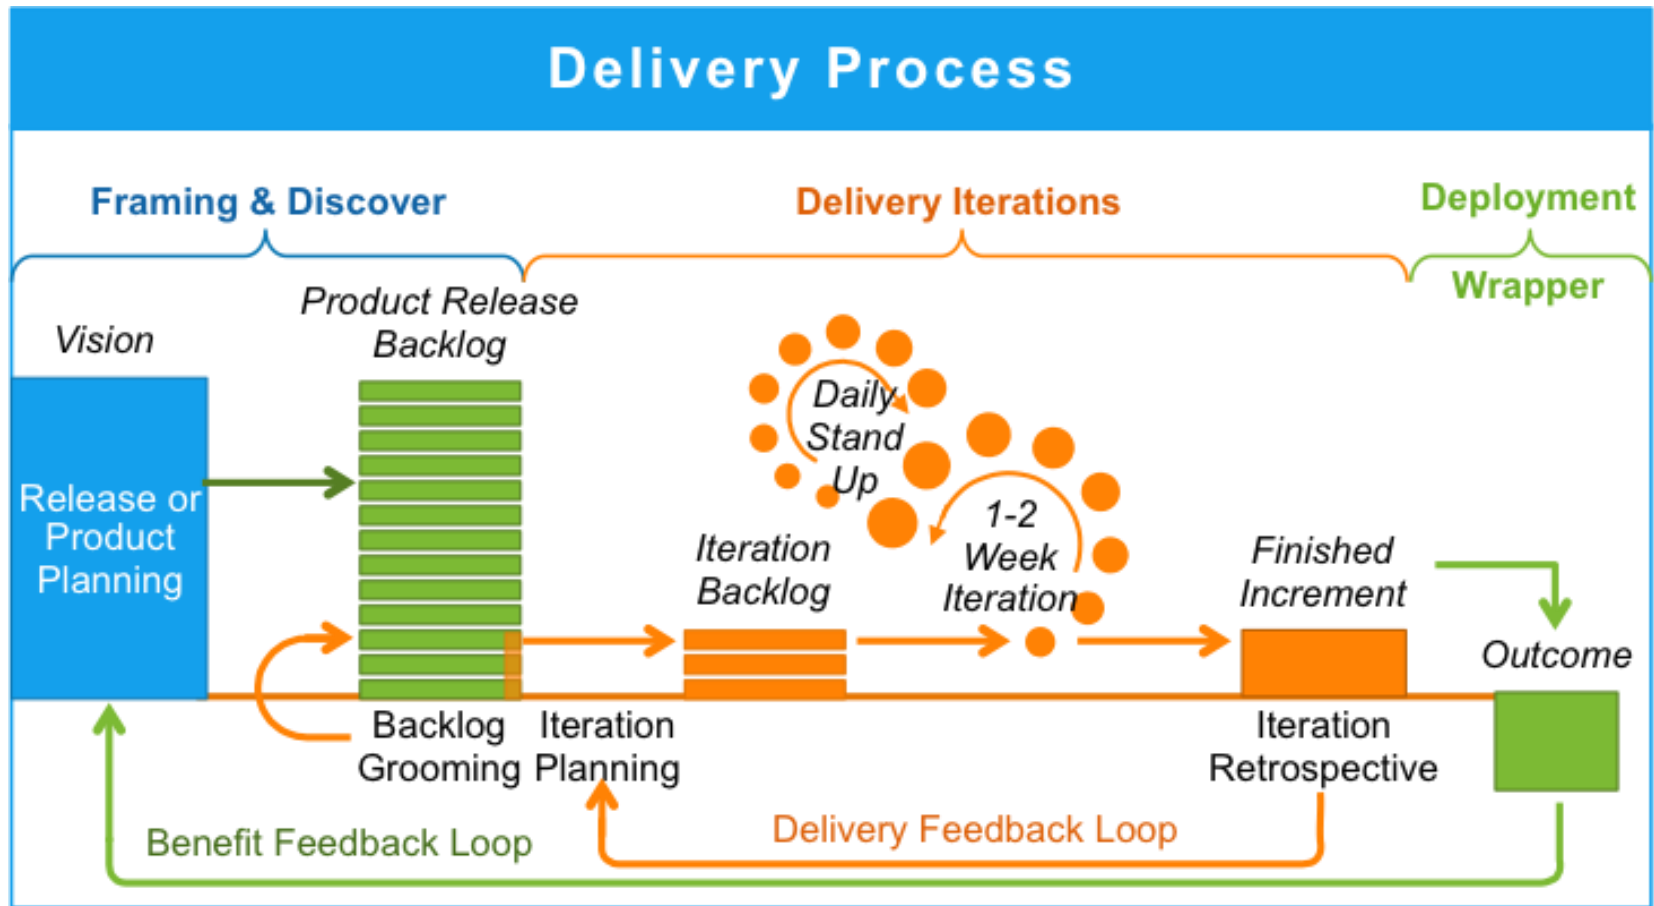 Delivery Process
Framing & Discover
Delivery Iterations
Deployment
Wrapper
Vision
Product Release
Backlog
Release or
Product
Planning
Daily
Stand
Up
1-2
Week
Iteration
Iteration
Backlog
Finished
Increment
Outcome
Backlog
Grooming
Iteration
Planning
Iteration
Retrospective
Benefit Feedback Loop
Delivery Feedback Loop